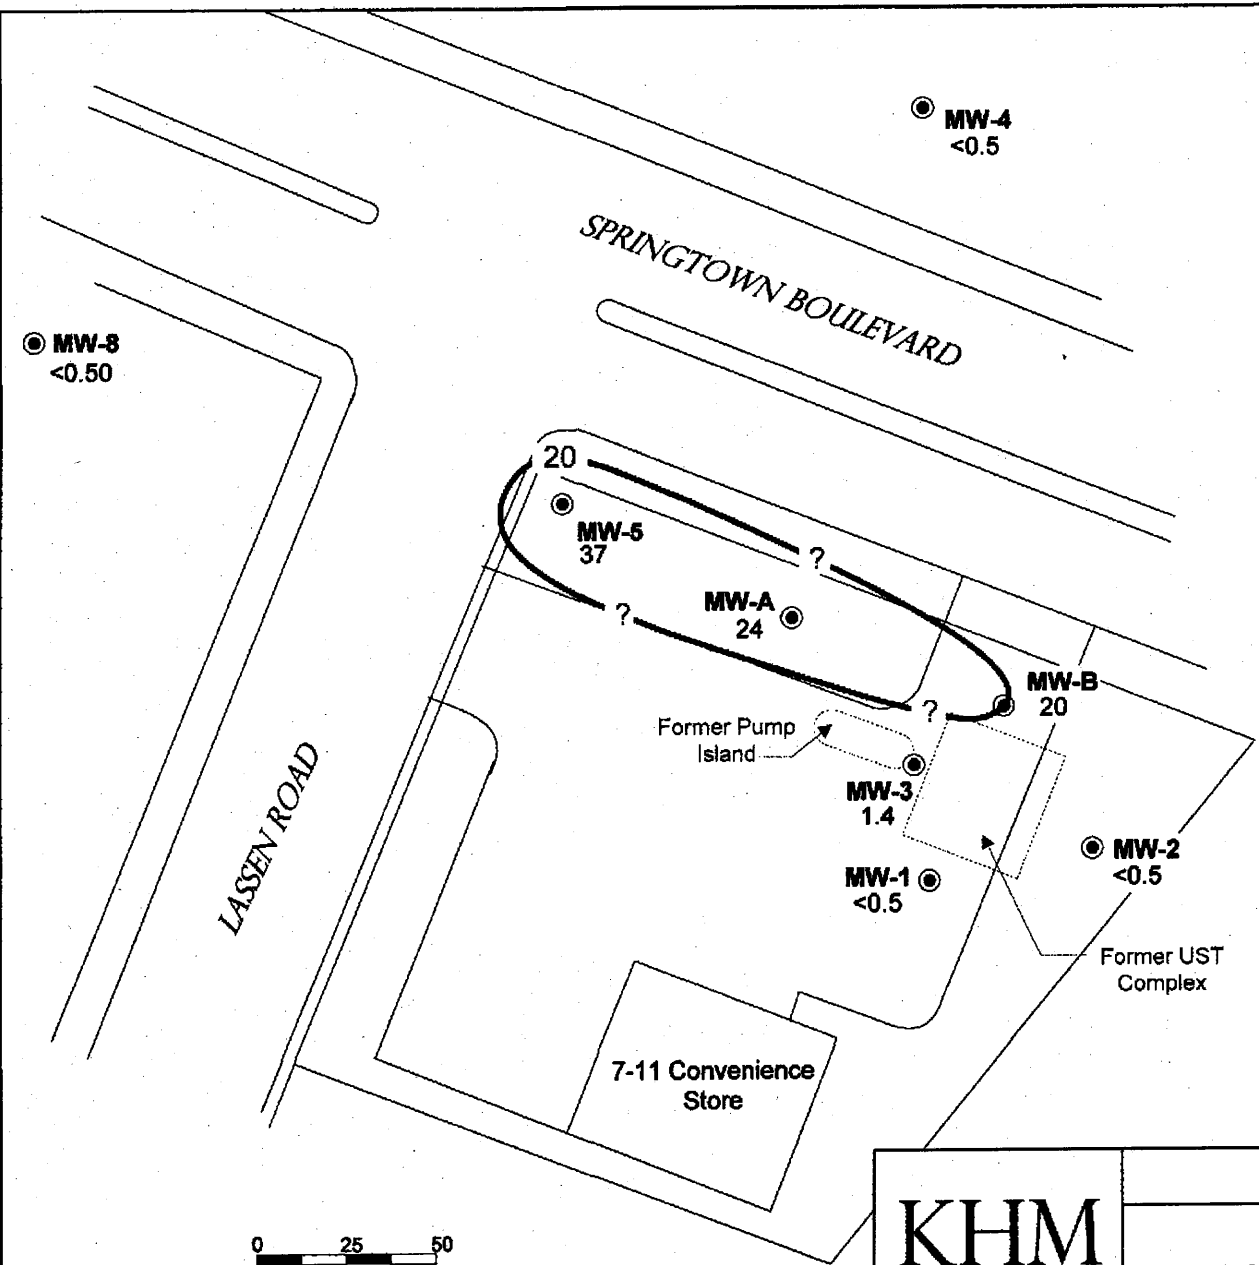 MW-4
<0.5
SPRINGTOWN BOULEVARD
MW-8
<0.50
20
MW-5
37
?
?
MW-A
24
MW-B
20
?
Former Pump
Island
MW-3
1.4
MW-2
<0.5
MW-1
<0.5
LASSEN ROAD
Former UST
Complex
7-11 Convenience
Store
0 25 50
KHM